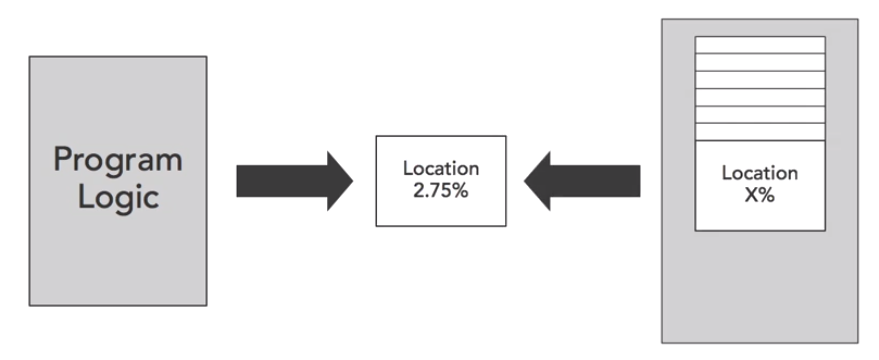 Program
Logic
Location
2.75%
Location
X%